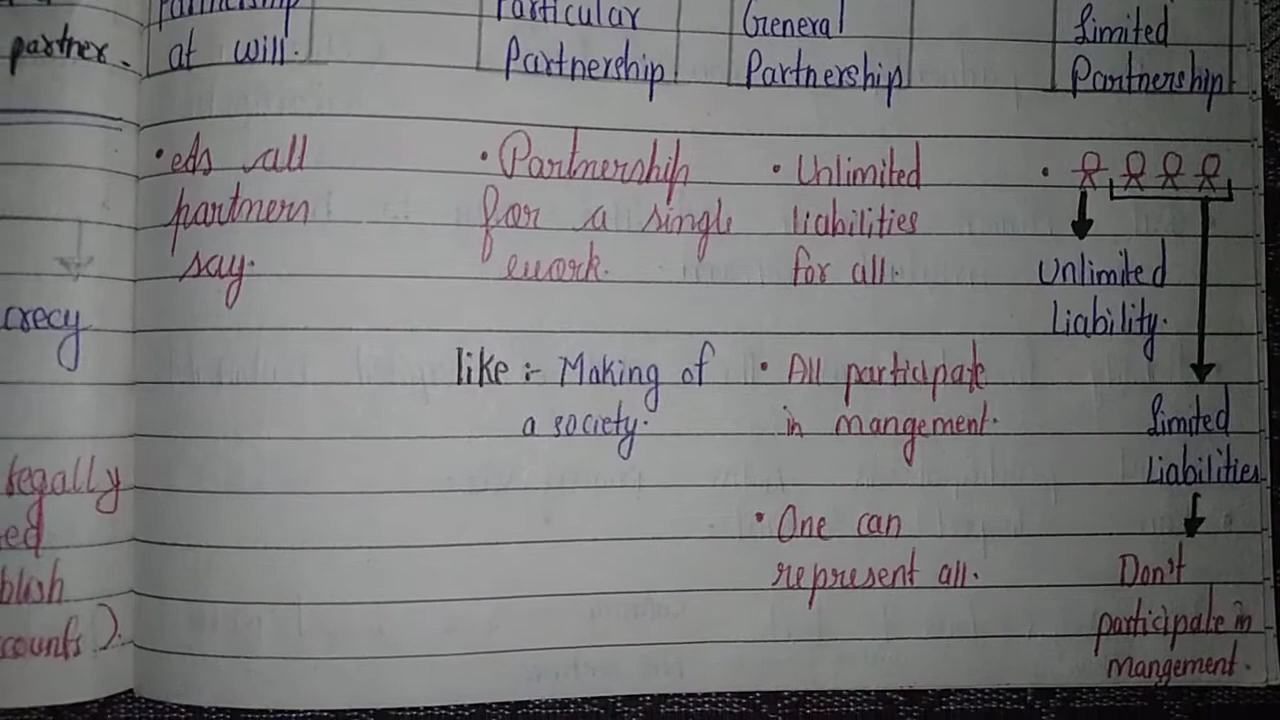 partner.
crecy
legally
ed
blish
counts).
Partnership
at will.
• As all
partners
say.
Particular
Partnership
• Partnership
for a single
work.
like :- Making of
a society.
General
Partnership
• Unlimited
liabilities
for all.
• All participate
in mangement.
• One can
represent all.
Limited
Partnership
•
Unlimited
Liability.
Limited
Liabilities
Don't
participate in
mangement.